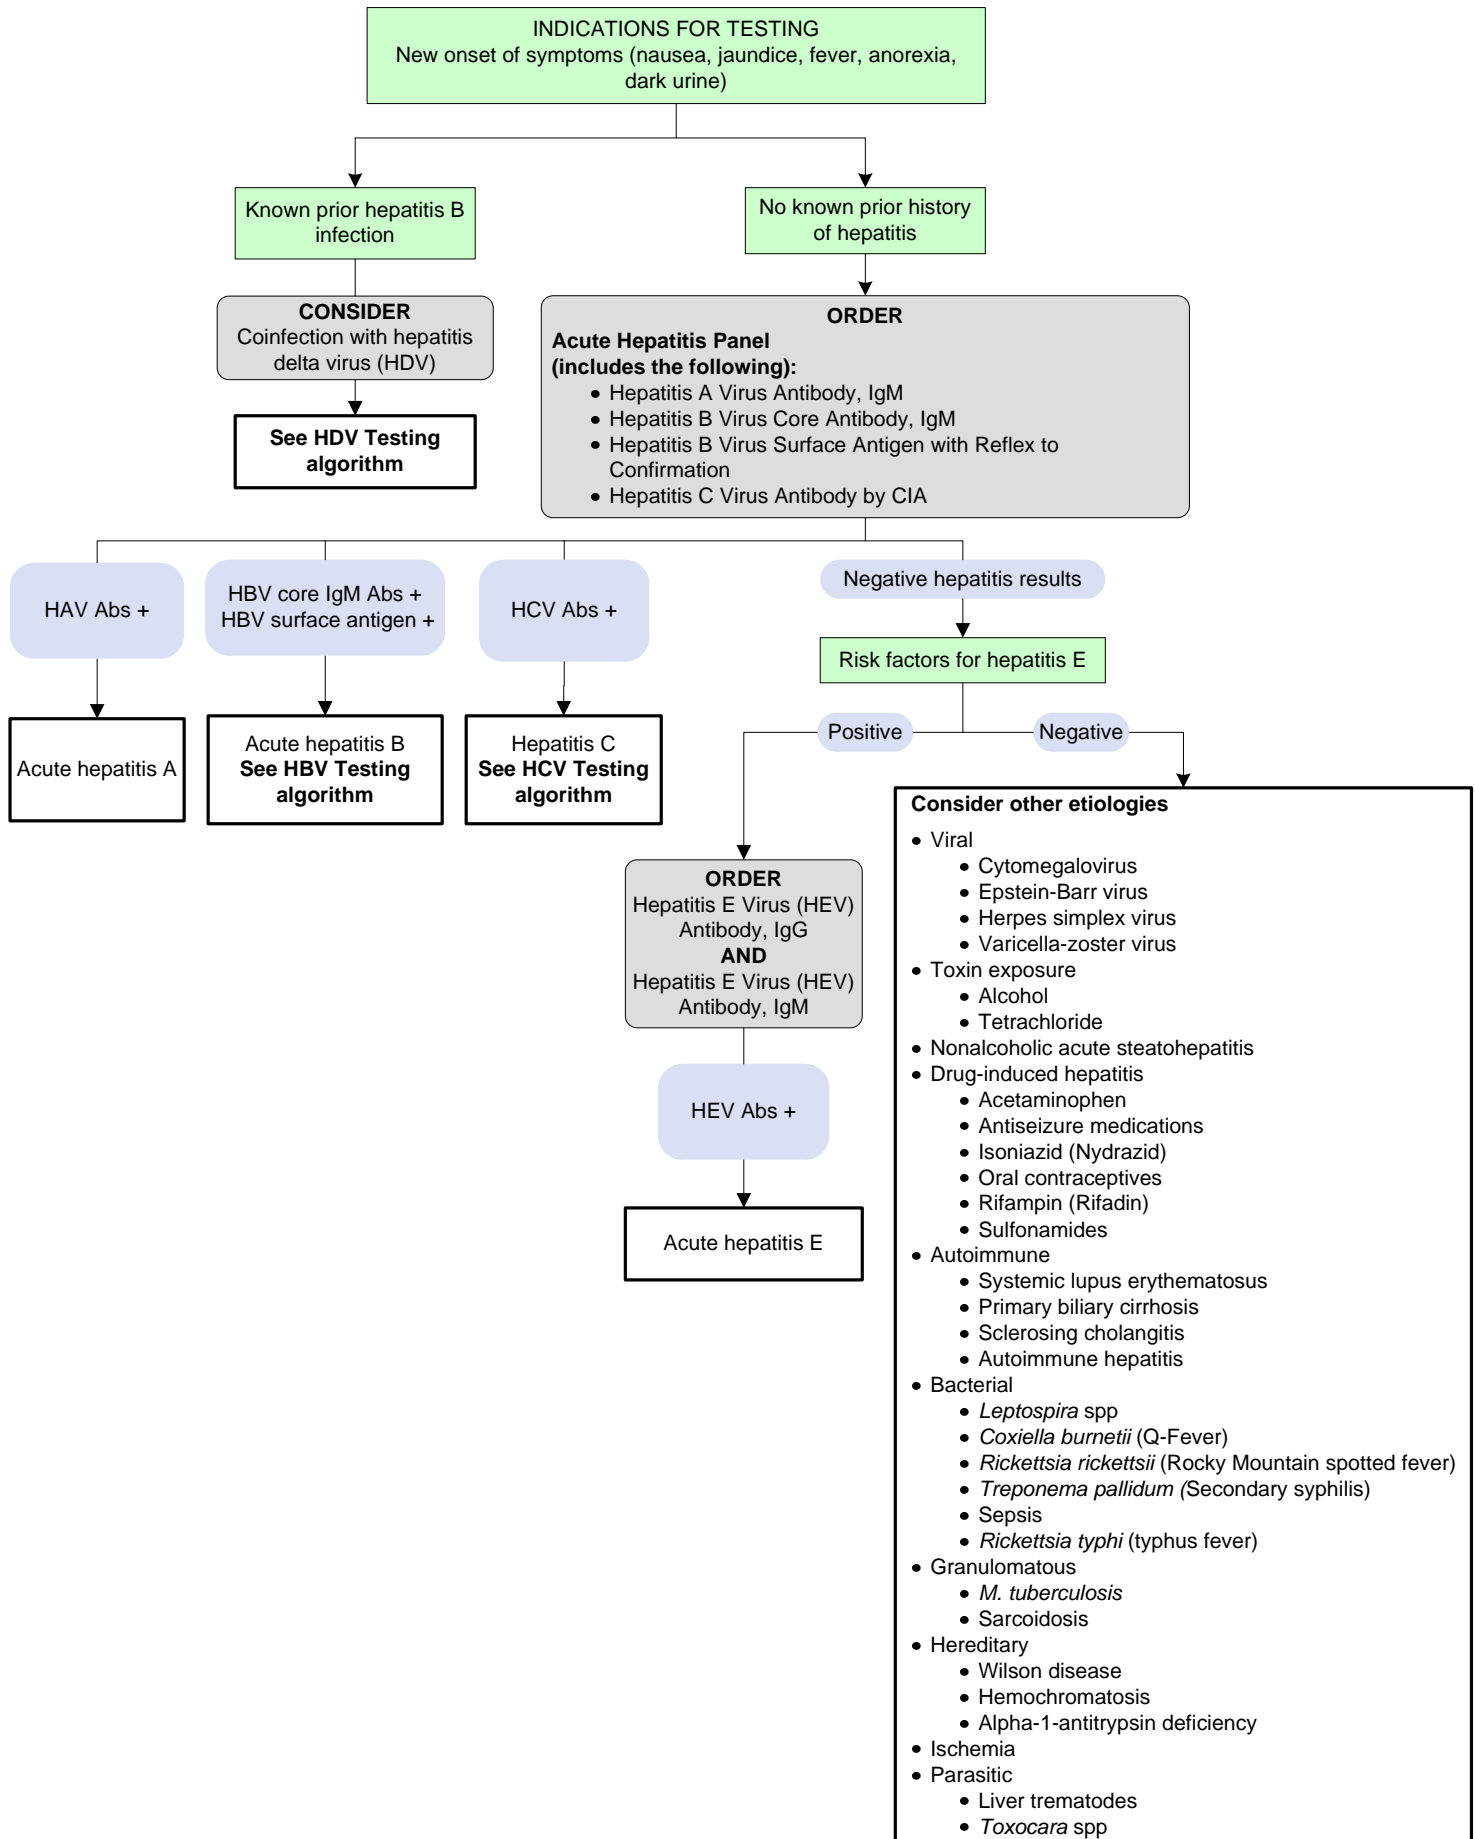 INDICATIONS FOR TESTING
New onset of symptoms (nausea, jaundice, fever, anorexia,
dark urine)
Known prior hepatitis B
infection
No known prior history
of hepatitis
CONSIDER
Coinfection with hepatitis
delta virus (HDV)
See HDV Testing
algorithm
ORDER
Acute Hepatitis Panel
(includes the following):
• Hepatitis A Virus Antibody, IgM
• Hepatitis B Virus Core Antibody, IgM
• Hepatitis B Virus Surface Antigen with Reflex to
Confirmation
• Hepatitis C Virus Antibody by CIA
HAV Abs +
HBV core IgM Abs +
HBV surface antigen +
HCV Abs +
Negative hepatitis results
Risk factors for hepatitis E
Acute hepatitis A
Acute hepatitis B
See HBV Testing
algorithm
Hepatitis C
See HCV Testing
algorithm
Positive
Negative
ORDER
Hepatitis E Virus (HEV)
Antibody, IgG
AND
Hepatitis E Virus (HEV)
Antibody, IgM
HEV Abs +
Acute hepatitis E
Consider other etiologies
• Viral
• Cytomegalovirus
• Epstein-Barr virus
• Herpes simplex virus
• Varicella-zoster virus
• Toxin exposure
• Alcohol
• Tetrachloride
• Nonalcoholic acute steatohepatitis
• Drug-induced hepatitis
• Acetaminophen
• Antiseizure medications
• Isoniazid (Nydrazid)
• Oral contraceptives
• Rifampin (Rifadin)
• Sulfonamides
• Autoimmune
• Systemic lupus erythematosus
• Primary biliary cirrhosis
• Sclerosing cholangitis
• Autoimmune hepatitis
• Bacterial
• Leptospira spp
• Coxiella burnetii (Q-Fever)
• Rickettsia rickettsii (Rocky Mountain spotted fever)
• Treponema pallidum (Secondary syphilis)
• Sepsis
• Rickettsia typhi (typhus fever)
• Granulomatous
• M. tuberculosis
• Sarcoidosis
• Hereditary
• Wilson disease
• Hemochromatosis
• Alpha-1-antitrypsin deficiency
• Ischemia
• Parasitic
• Liver trematodes
• Toxocara spp